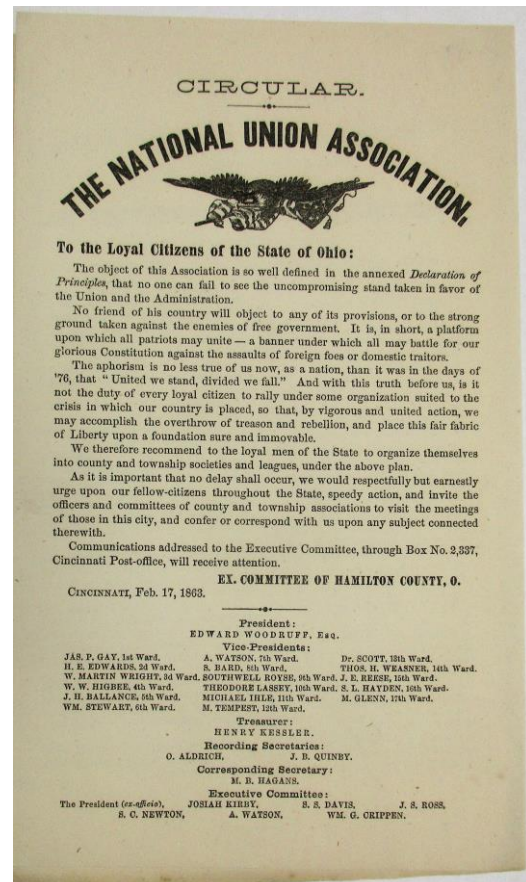 CIRCULAR.
THE NATIONAL UNION ASSOCIATION,
To the Loyal Citizens of the State of Ohio:
The object of this Association is so well defined in the annexed Declaration of
Principles, that no one can fail to see the uncompromising stand taken in favor of
the Union and the Administration.
No friend of his country will object to any of its provisions, or to the strong
ground taken against the enemies of free government. It is, in short, a platform
upon which all patriots may unite — a banner under which all may battle for our
glorious Constitution against the assaults of foreign foes or domestic traitors.
The aphorism is no less true of us now, as a nation, than it was in the days of
'76, that "United we stand, divided we fall." And with this truth before us, is it
not the duty of every loyal citizen to rally under some organization suited to the
crisis in which our country is placed, so that, by vigorous and united action, we
may accomplish the overthrow of treason and rebellion, and place this fair fabric
of Liberty upon a foundation sure and immovable.
We therefore recommend to the loyal men of the State to organize themselves
into county and township societies and leagues, under the above plan.
As it is important that no delay shall occur, we would respectfully but earnestly
urge upon our fellow-citizens throughout the State, speedy action, and invite the
officers and committees of county and township associations to visit the meetings
of those in this city, and confer or correspond with us upon any subject connected
therewith.
Communications addressed to the Executive Committee, through Box No. 2,337,
Cincinnati Post-office, will receive attention.
EX. COMMITTEE OF HAMILTON COUNTY, O.
CINCINNATI, Feb. 17, 1863.
President:
EDWARD WOODRUFF, Esq.
Vice-Presidents:
JAS. P. GAY, 1st Ward. A. WATSON, 7th Ward. Dr. SCOTT, 13th Ward.
H. E. EDWARDS, 2d Ward. S. BARD, 8th Ward. THOS. H. WEASNER, 14th Ward.
W. MARTIN WRIGHT, 3d Ward. SOUTHWELL ROYSE, 9th Ward. J. E. REESE, 15th Ward.
W. W. HIGBEE, 4th Ward. THEODORE LASSEY, 10th Ward. S. L. HAYDEN, 16th Ward.
J. H. BALLANCE, 5th Ward. MICHAEL IHLE, 11th Ward. M. GLENN, 17th Ward.
WM. STEWART, 6th Ward. M. TEMPEST, 12th Ward.
Treasurer:
HENRY KESSLER.
Recording Secretaries:
O. ALDRICH, J. B. QUINBY.
Corresponding Secretary:
M. B. HAGANS.
Executive Committee:
The President (ex-officio), JOSIAH KIRBY, S. S. DAVIS, J. S. ROSS,
S. C. NEWTON, A. WATSON, WM. G. CRIPPEN.